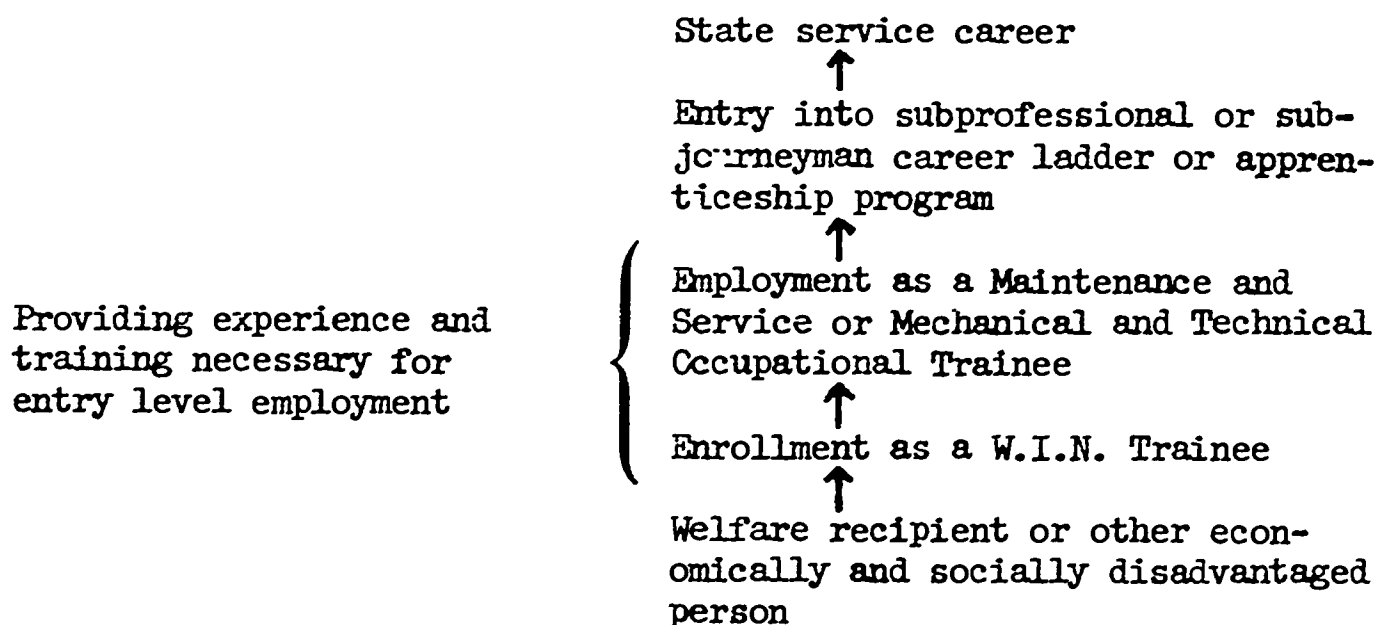 State service career
Entry into subprofessional or sub-
journeyman career ladder or appren-
ticeship program
Employment as a Maintenance and
Service or Mechanical and Technical
Occupational Trainee
Providing experience and
training necessary for
entry level employment
Enrollment as a W.I.N. Trainee
Welfare recipient or other econ-
omically and socially disadvantaged
person